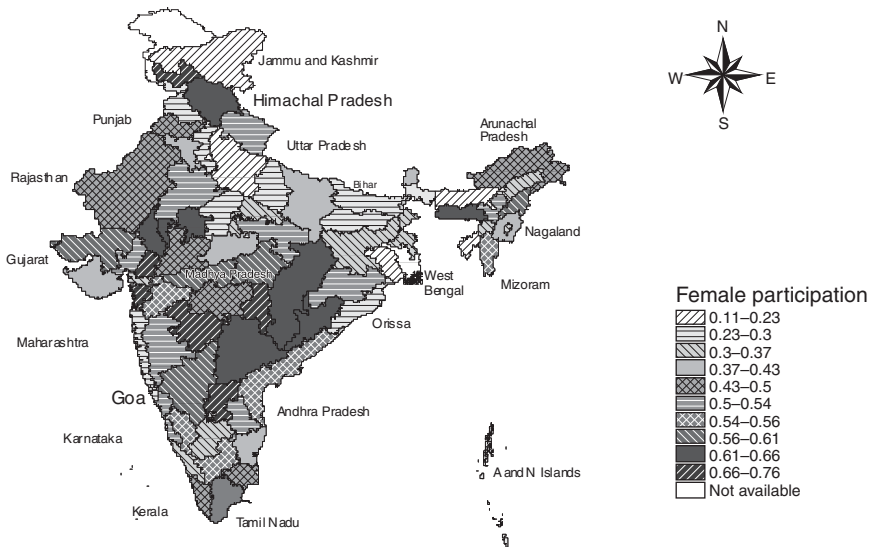 N
W E
S
Jammu and Kashmir
Himachal Pradesh
Punjab
Arunachal
Pradesh
Uttar Pradesh
Rajasthan
Bihar
Nagaland
Gujarat
Madhya Pradesh
West
Bengal
Mizoram
Orissa
Maharashtra
Goa
Andhra Pradesh
Karnataka
A and N Islands
Kerala
Tamil Nadu
Female participation
0.11–0.23
0.23–0.3
0.3–0.37
0.37–0.43
0.43–0.5
0.5–0.54
0.54–0.56
0.56–0.61
0.61–0.66
0.66–0.76
Not available